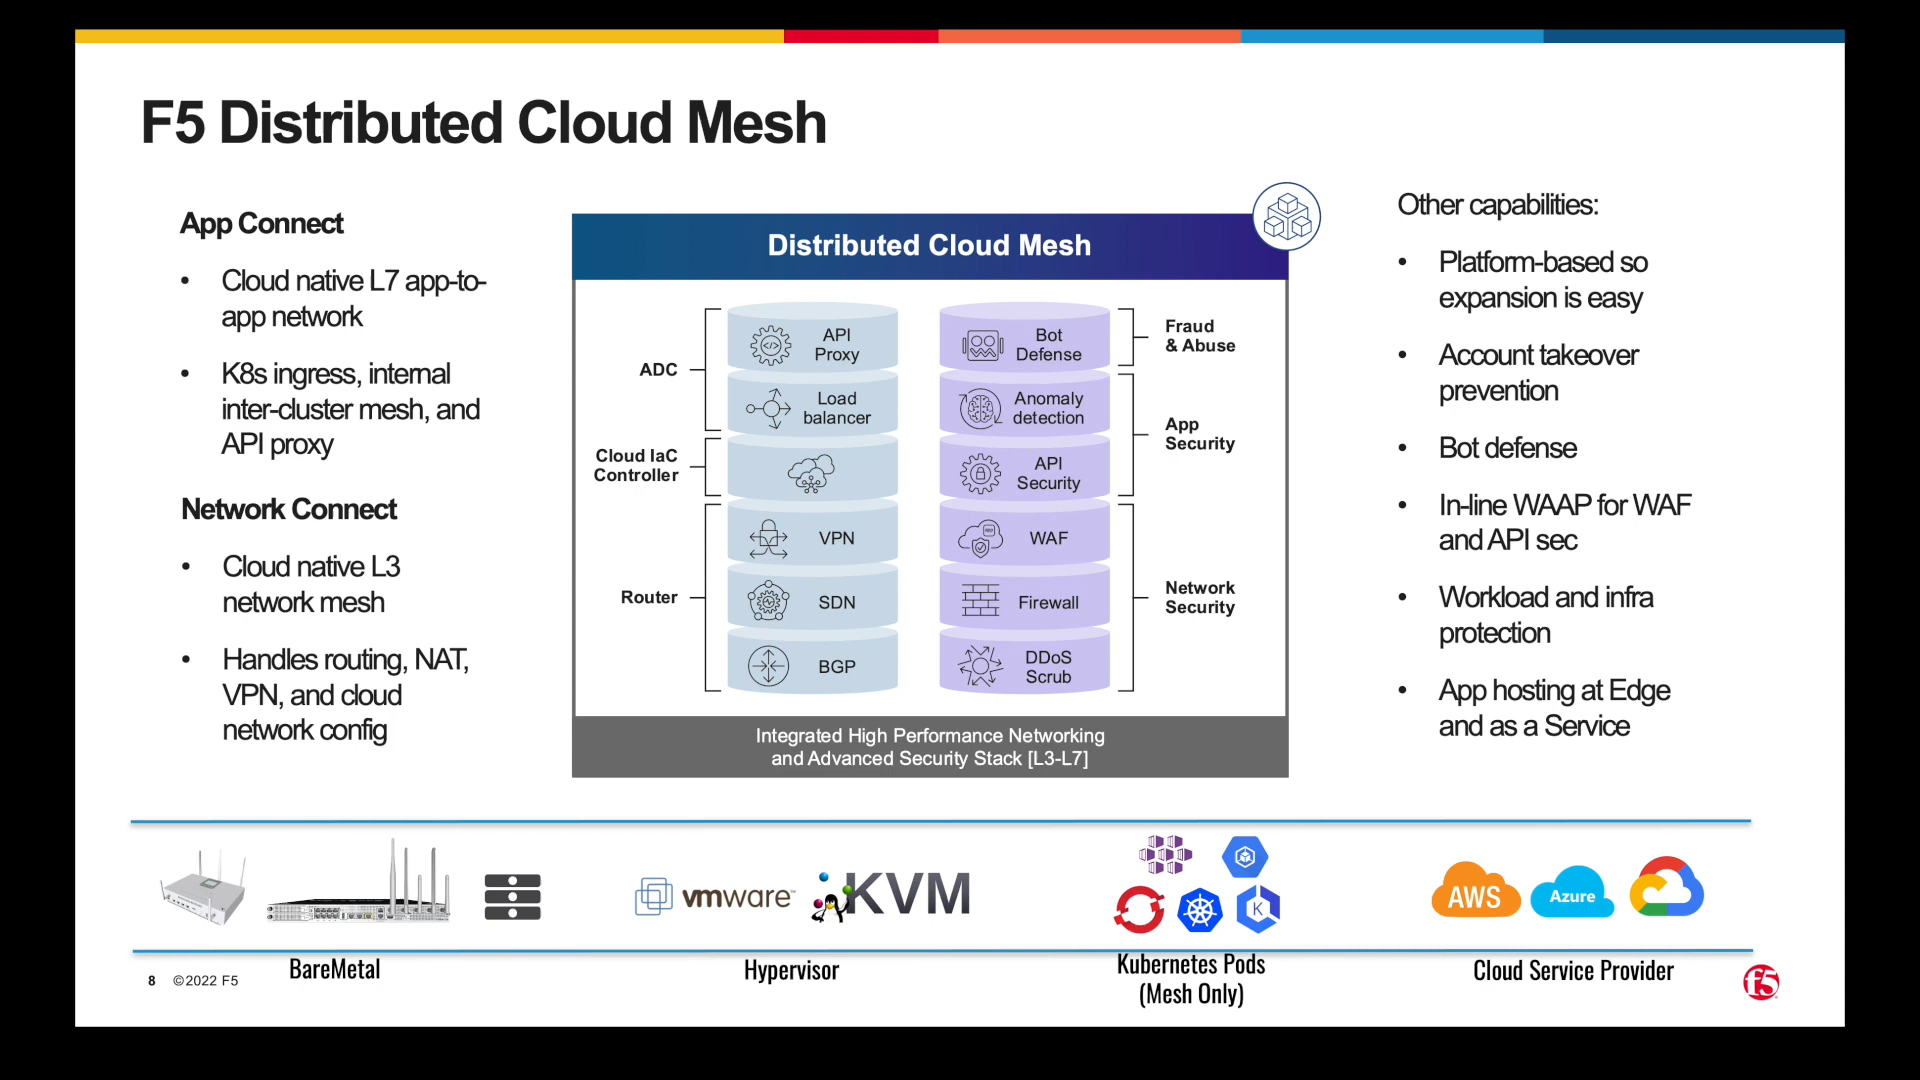 F5 Distributed Cloud Mesh
App Connect
• Cloud native L7 app-to-
app network
• K8s ingress, internal
inter-cluster mesh, and
API proxy
Network Connect
• Cloud native L3
network mesh
• Handles routing, NAT,
VPN, and cloud
network config
Distributed Cloud Mesh
ADC
Cloud IaC
Controller
Router
API
Proxy
Load
balancer
VPN
SDN
BGP
Bot
Defense
Anomaly
detection
API
Security
WAF
Firewall
DDoS
Scrub
Fraud
& Abuse
App
Security
Network
Security
Integrated High Performance Networking
and Advanced Security Stack [L3-L7]
Other capabilities:
• Platform-based so
expansion is easy
• Account takeover
prevention
• Bot defense
• In-line WAAP for WAF
and API sec
• Workload and infra
protection
• App hosting at Edge
and as a Service
vmware
KVM
K
AWS
Azure
BareMetal
Hypervisor
Kubernetes Pods
(Mesh Only)
Cloud Service Provider
8 ©2022 F5
f5